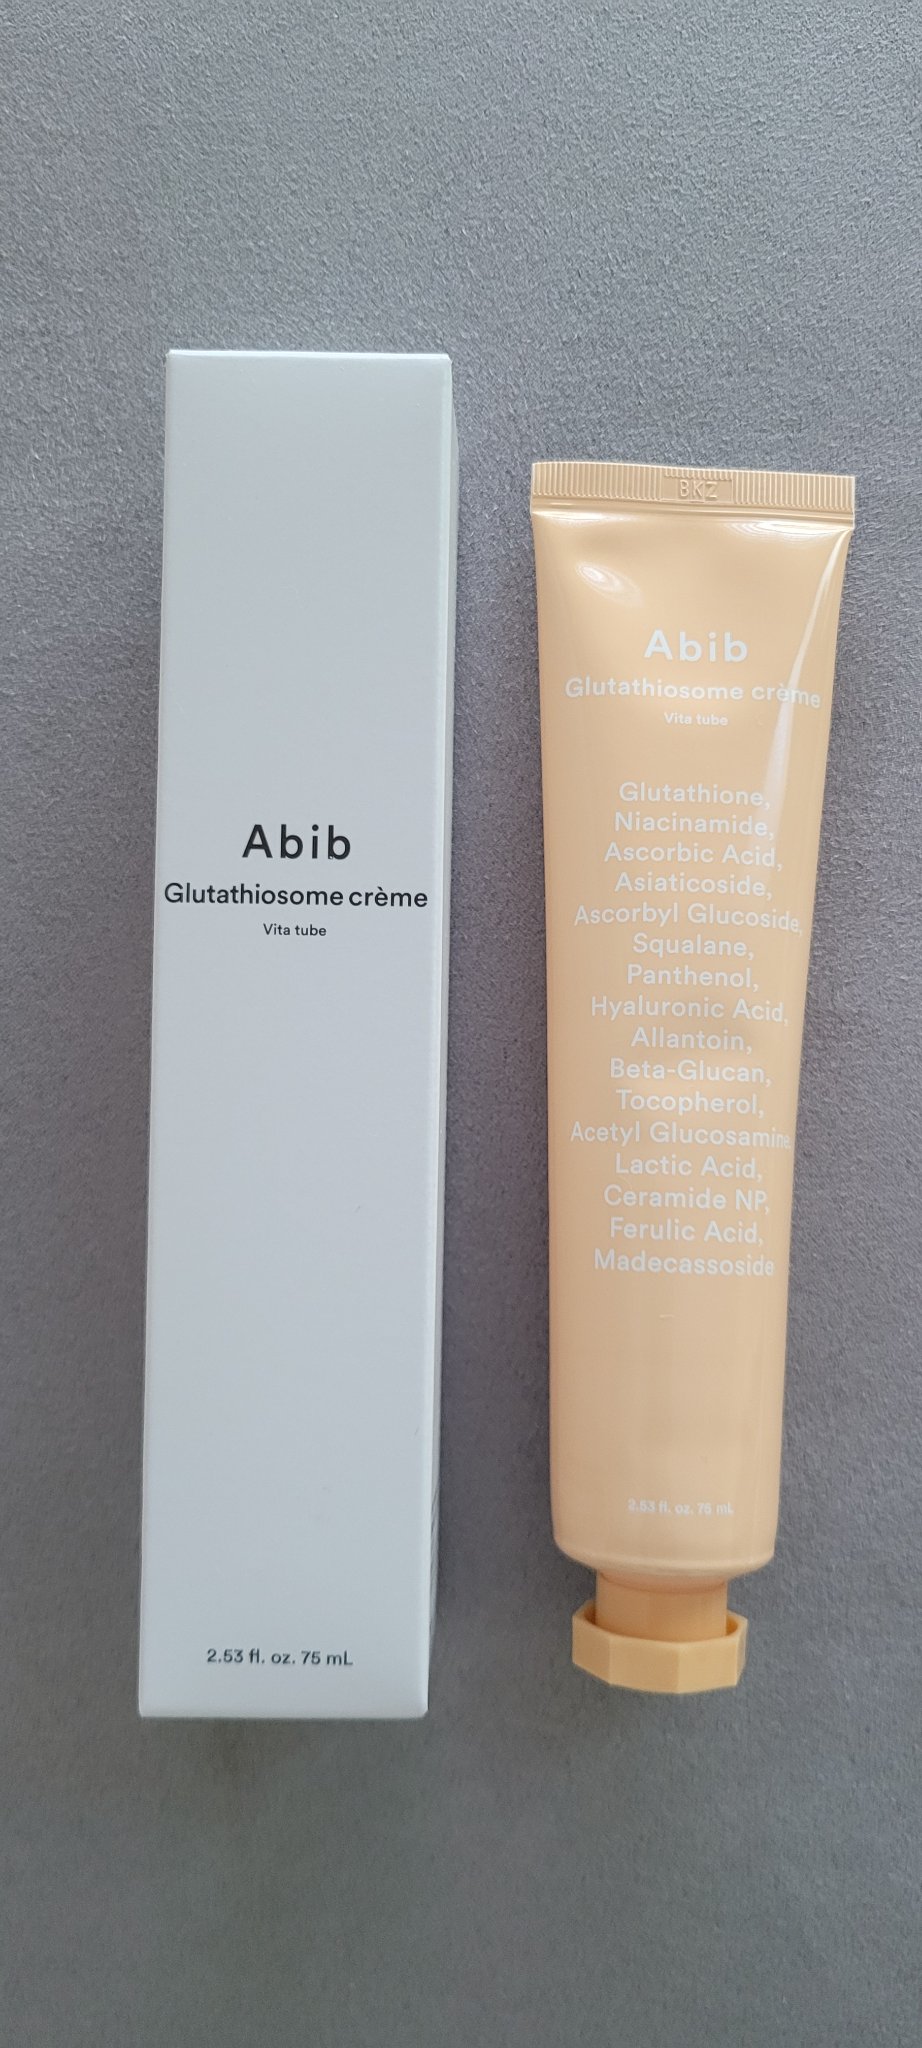 Abib
Glutathiosome crème
Vita tube
2.53 fl. oz. 75 mL
BKZ
Abib
Glutathiosome crème
Vita tube
Glutathione,
Niacinamide,
Ascorbic Acid,
Asiaticoside,
Ascorbyl Glucoside,
Squalane,
Panthenol,
Hyaluronic Acid,
Allantoin,
Beta-Glucan,
Tocopherol,
Acetyl Glucosamine,
Lactic Acid,
Ceramide NP,
Ferulic Acid,
Madecassoside
2.53 fl. oz. 75 mL